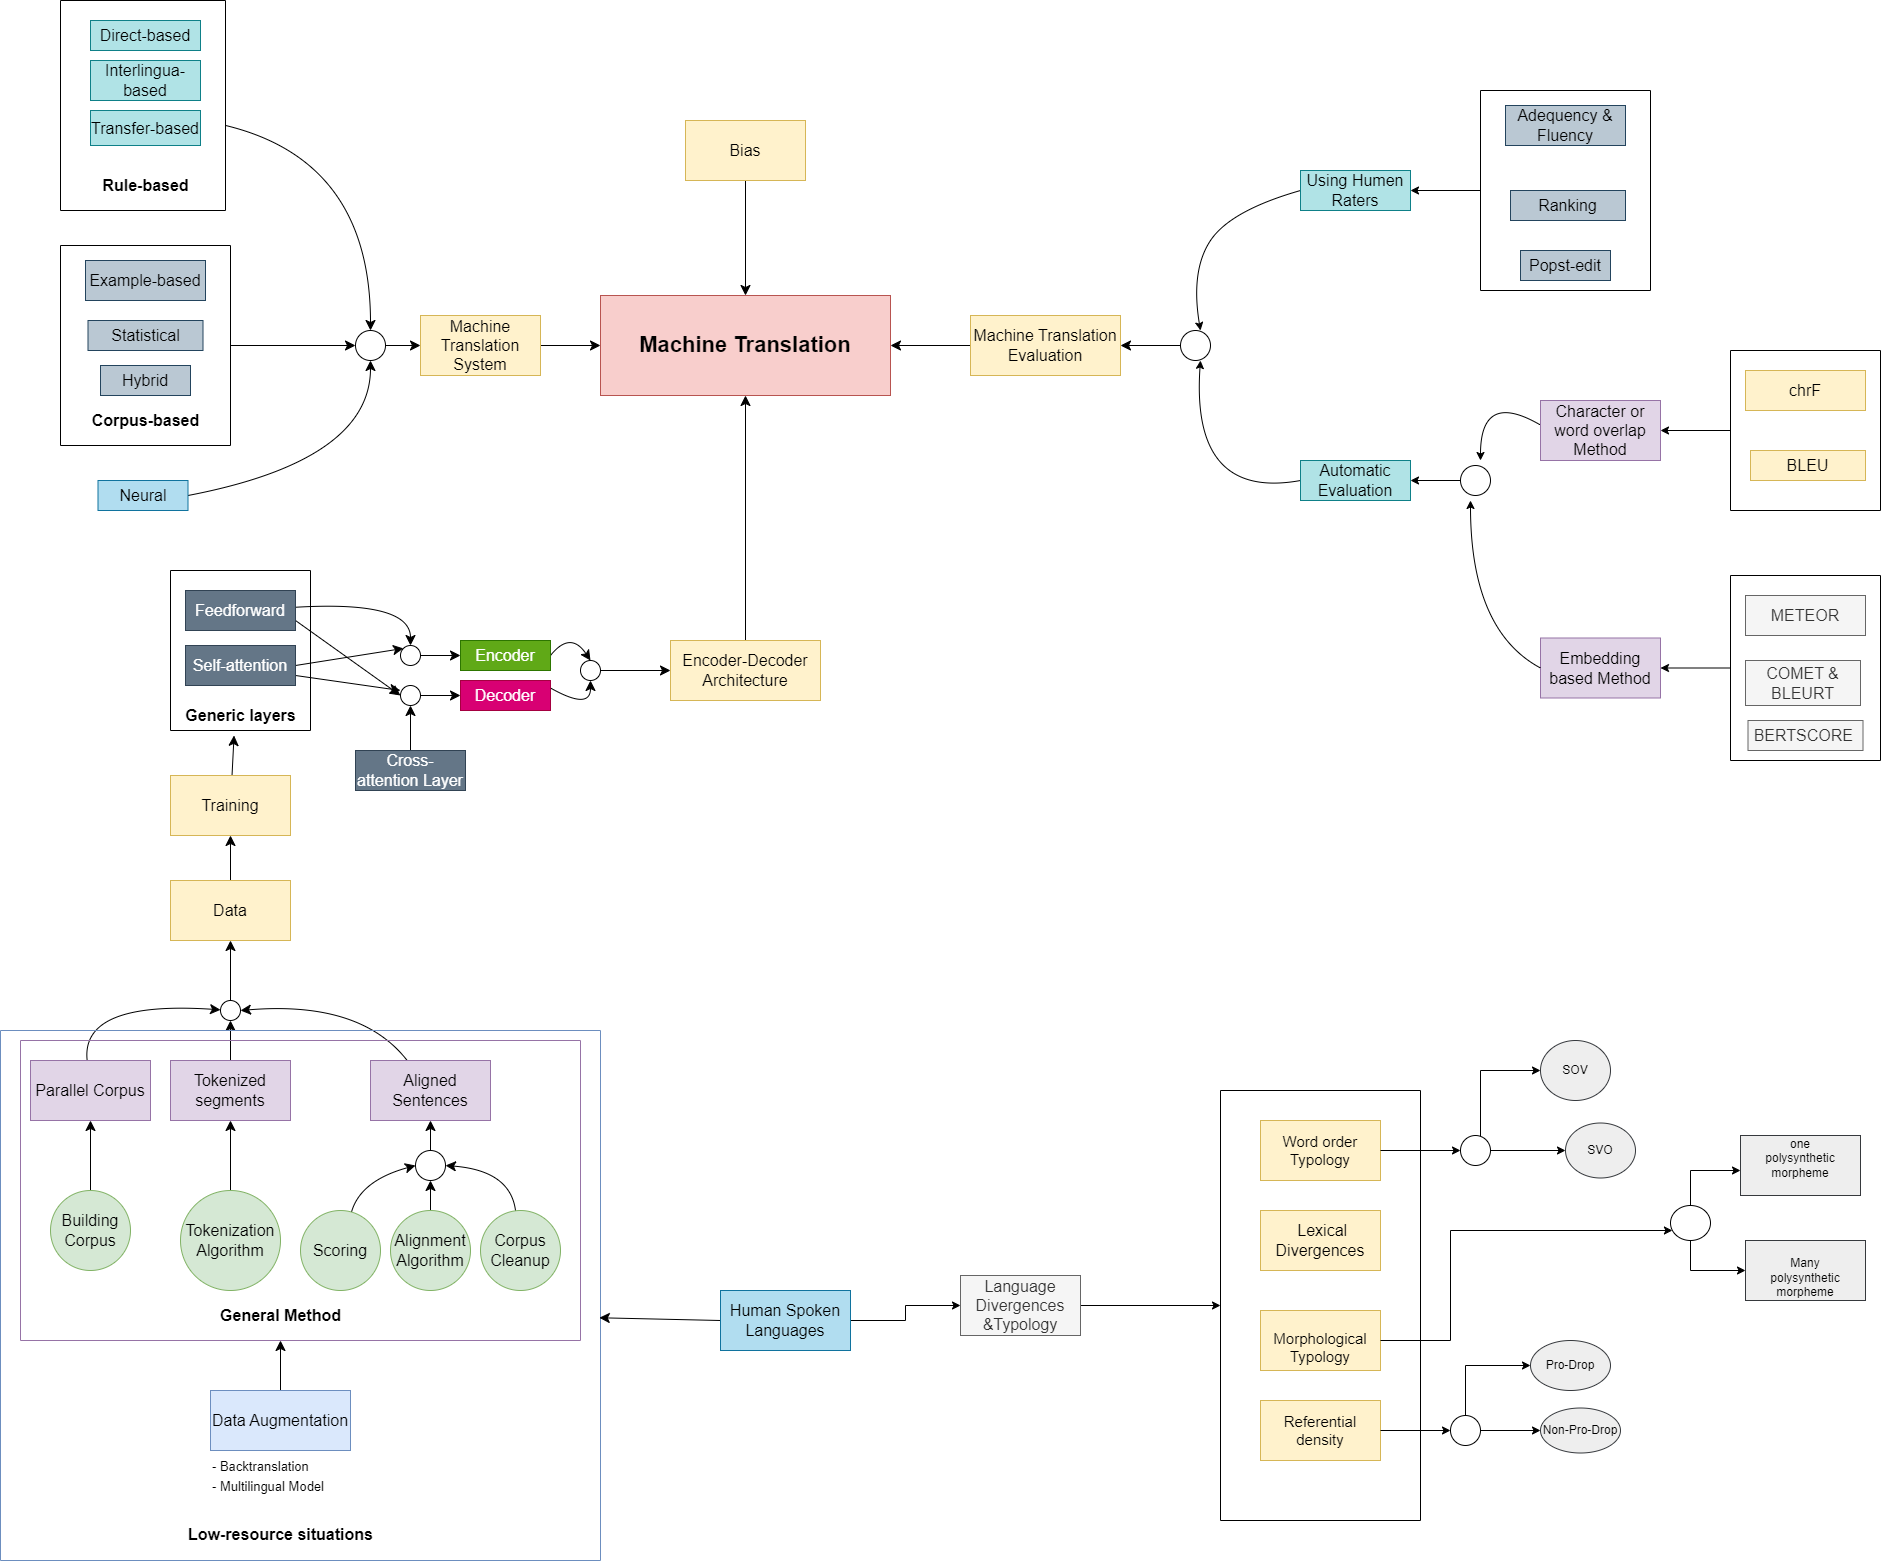 Direct-based
Interlingua-
based
Transfer-based
Rule-based
Example-based
Statistical
Hybrid
Corpus-based
Neural
Machine
Translation
System
Bias
Machine Translation
Machine Translation
Evaluation
Using Human
Raters
Adequency &
Fluency
Ranking
Popst-edit
Automatic
Evaluation
Character or
word overlap
Method
chrF
BLEU
Embedding
based Method
METEOR
COMET &
BLEURT
BERTSCORE
Feedforward
Self-attention
Generic layers
Encoder
Decoder
Cross-
attention Layer
Encoder-Decoder
Architecture
Training
Data
Parallel Corpus
Tokenized
segments
Aligned
Sentences
Building
Corpus
Tokenization
Algorithm
Scoring
Alignment
Algorithm
Corpus
Cleanup
General Method
Data Augmentation
- Backtranslation
- Multilingual Model
Low-resource situations
Human Spoken
Languages
Language
Divergences
&Typology
Word order
Typology
Lexical
Divergences
Morphological
Typology
Referential
density
SOV
SVO
one
polysynthetic
morpheme
Many
polysynthetic
morpheme
Pro-Drop
Non-Pro-Drop